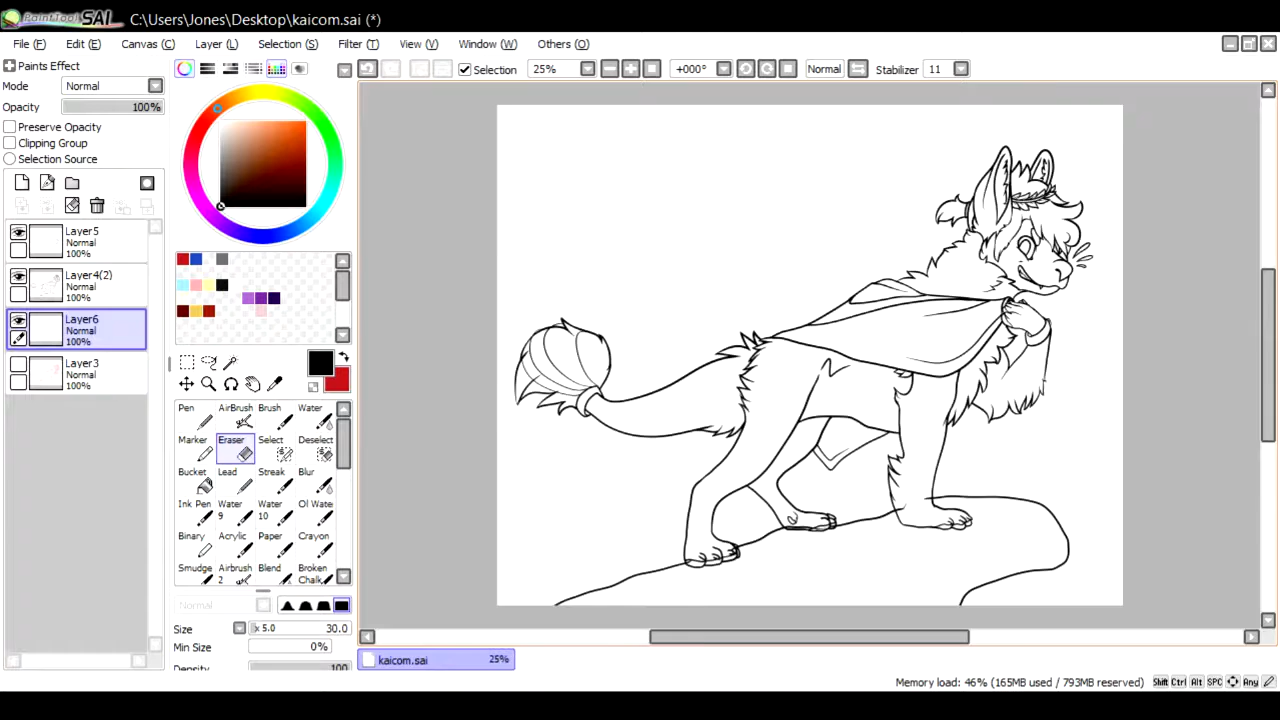 PaintTool SAI C:\Users\Jones\Desktop\kaicom.sai (*)
File (F) Edit (E) Canvas (C) Layer (L) Selection (S) Filter (T) View (V) Window (W) Others (O)
Paints Effect
Mode Normal
Opacity 100%
Preserve Opacity
Clipping Group
Selection Source
Selection 25% +000° Normal Stabilizer 11
Layer5
Normal
100%
Layer4(2)
Normal
100%
Layer6
Normal
100%
Layer3
Normal
100%
Pen AirBrush Brush Water
Marker Eraser Select Deselect
Bucket Lead Streak Blur
Ink Pen Water 9 Water 10 Oil Water
Binary Acrylic Paper Crayon
Smudge Airbrush 2 Blend Broken Chalk
Normal
Size x 5.0 30.0
Min Size 0%
Density 100
kaicom.sai 25%
Memory load: 46% (165MB used / 793MB reserved) Shift Ctrl Alt SPC Any